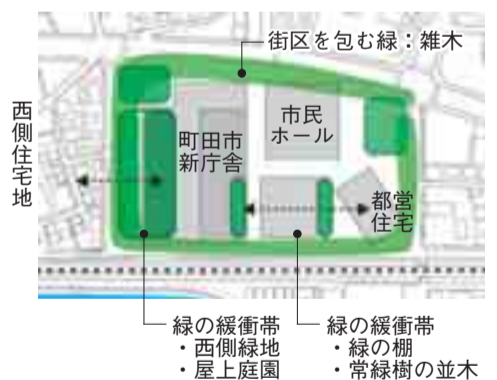 街区を包む緑：雑木
西側住宅地
町田市
新庁舎
市民
ホール
都営
住宅
緑の緩衝帯
・西側緑地
・屋上庭園
緑の緩衝帯
・緑の棚
・常緑樹の並木